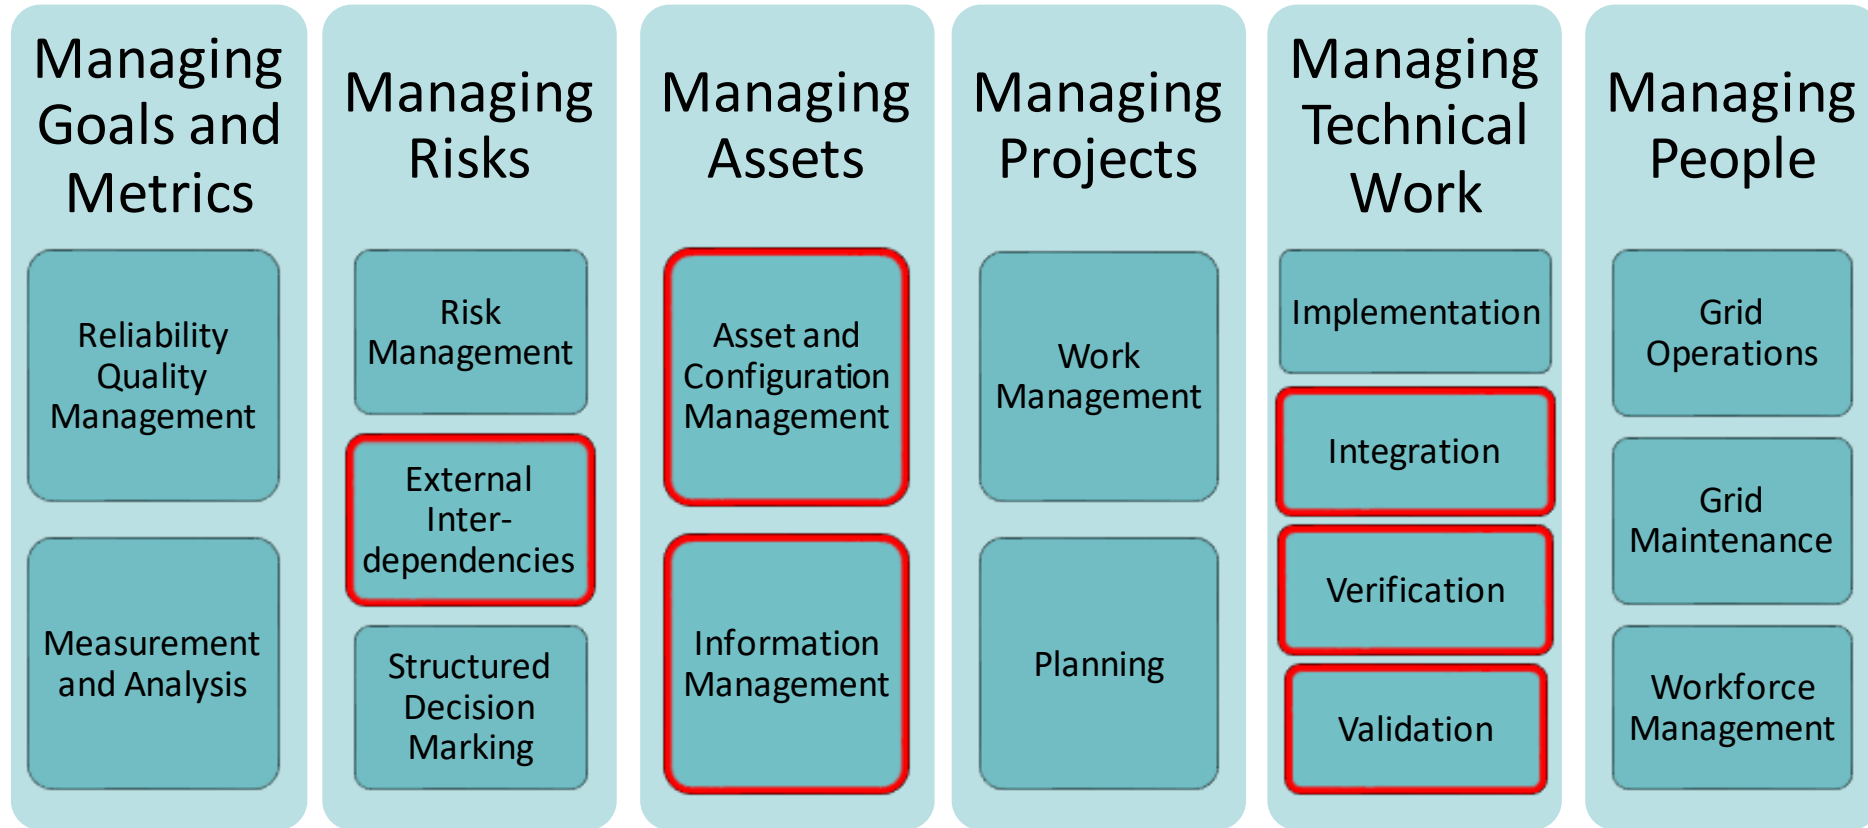 Managing
Goals and
Metrics
Reliability
Quality
Management
Measurement
and Analysis
Managing
Risks
Risk
Management
External
Inter-
dependencies
Structured
Decision
Marking
Managing
Assets
Asset and
Configuration
Management
Information
Management
Managing
Projects
Work
Management
Planning
Managing
Technical
Work
Implementation
Integration
Verification
Validation
Managing
People
Grid
Operations
Grid
Maintenance
Workforce
Management